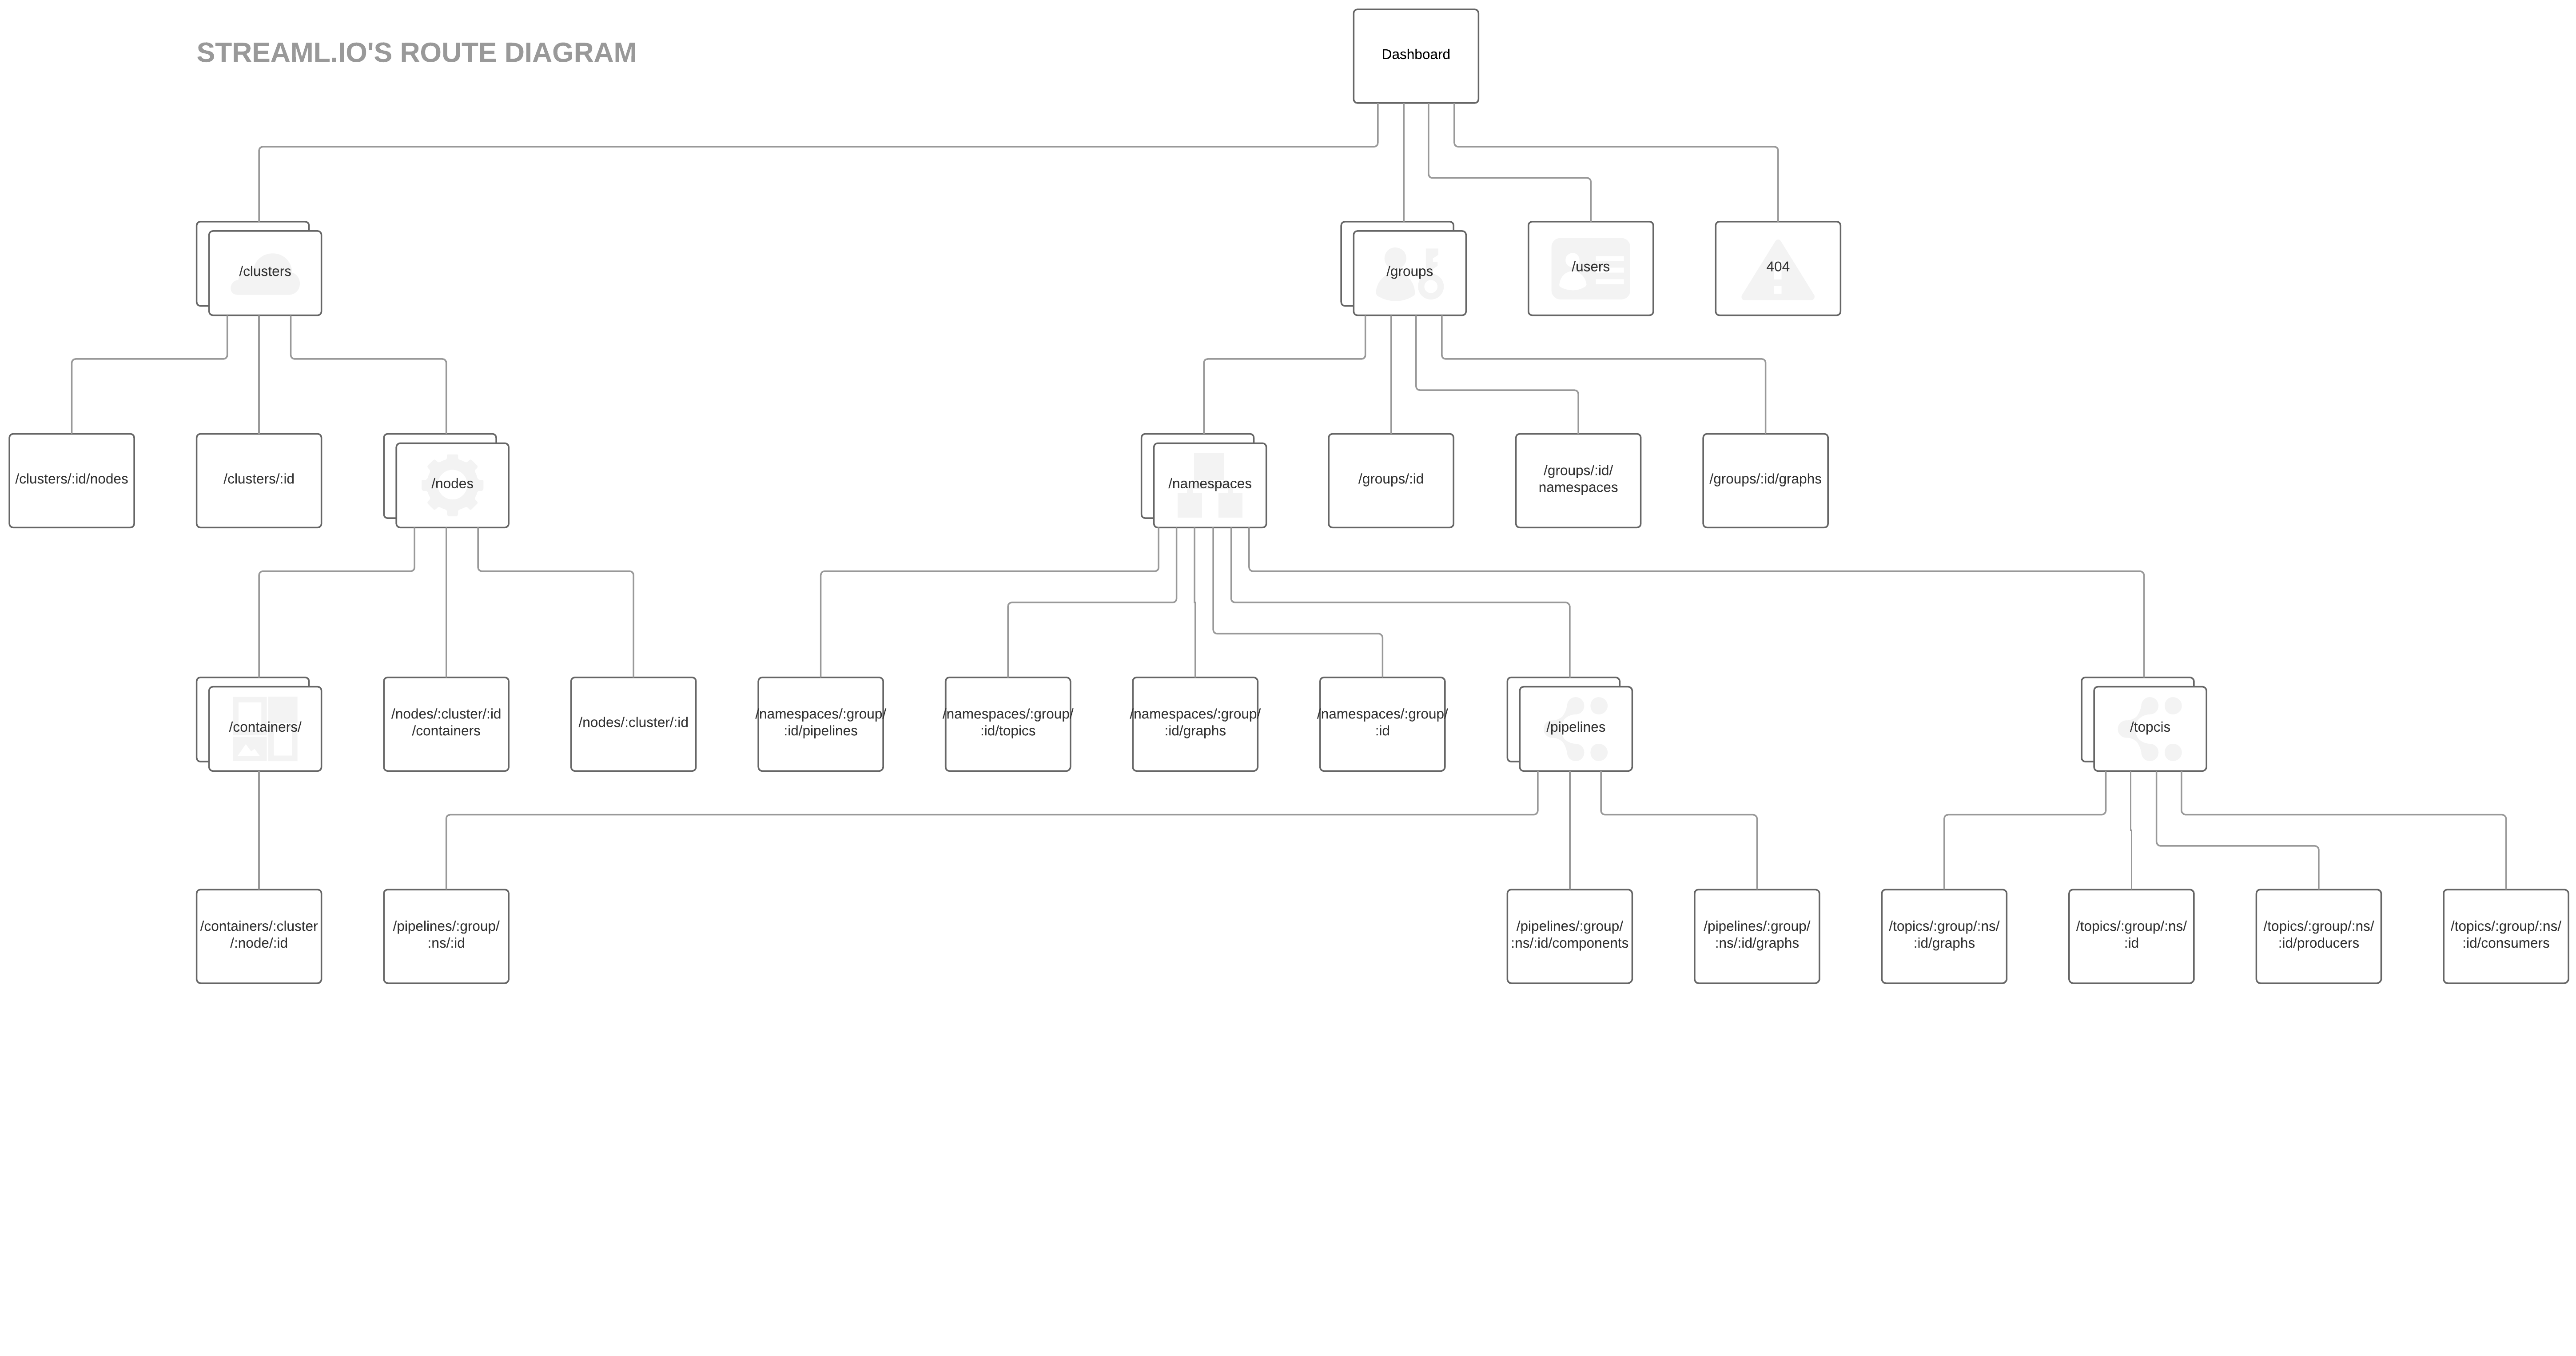 STREAML.IO'S ROUTE DIAGRAM
Dashboard
/clusters
/groups
/users
404
/clusters/:id/nodes
/clusters/:id
/nodes
/namespaces
/groups/:id
/groups/:id/
namespaces
/groups/:id/graphs
/containers/
/nodes/:cluster/:id
/containers
/nodes/:cluster/:id
/namespaces/:group/
:id/pipelines
/namespaces/:group/
:id/topics
/namespaces/:group/
:id/graphs
/namespaces/:group/
:id
/pipelines
/topcis
/containers/:cluster
/:node/:id
/pipelines/:group/
:ns/:id
/pipelines/:group/
:ns/:id/components
/pipelines/:group/
:ns/:id/graphs
/topics/:group/:ns/
:id/graphs
/topics/:group/:ns/
:id
/topics/:group/:ns/
:id/producers
/topics/:group/:ns/
:id/consumers